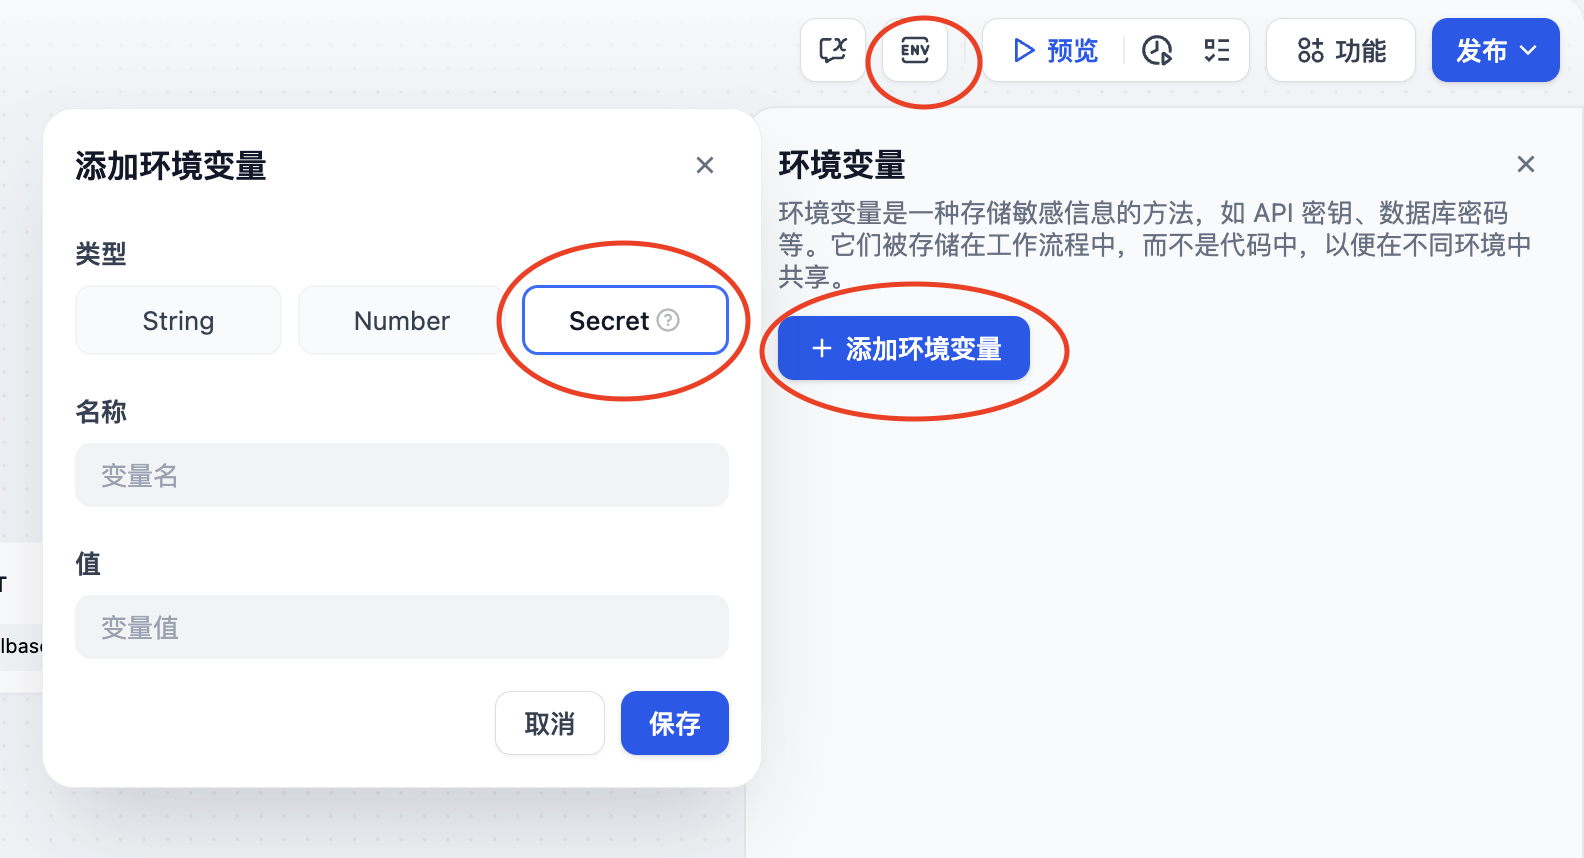 ENV
预览
功能
发布
添加环境变量
类型
String
Number
Secret
名称
变量名
值
变量值
取消
保存
环境变量
环境变量是一种存储敏感信息的方法，如 API 密钥、数据库密码
等。它们被存储在工作流程中，而不是代码中，以便在不同环境中
共享。
+ 添加环境变量
T
lbase